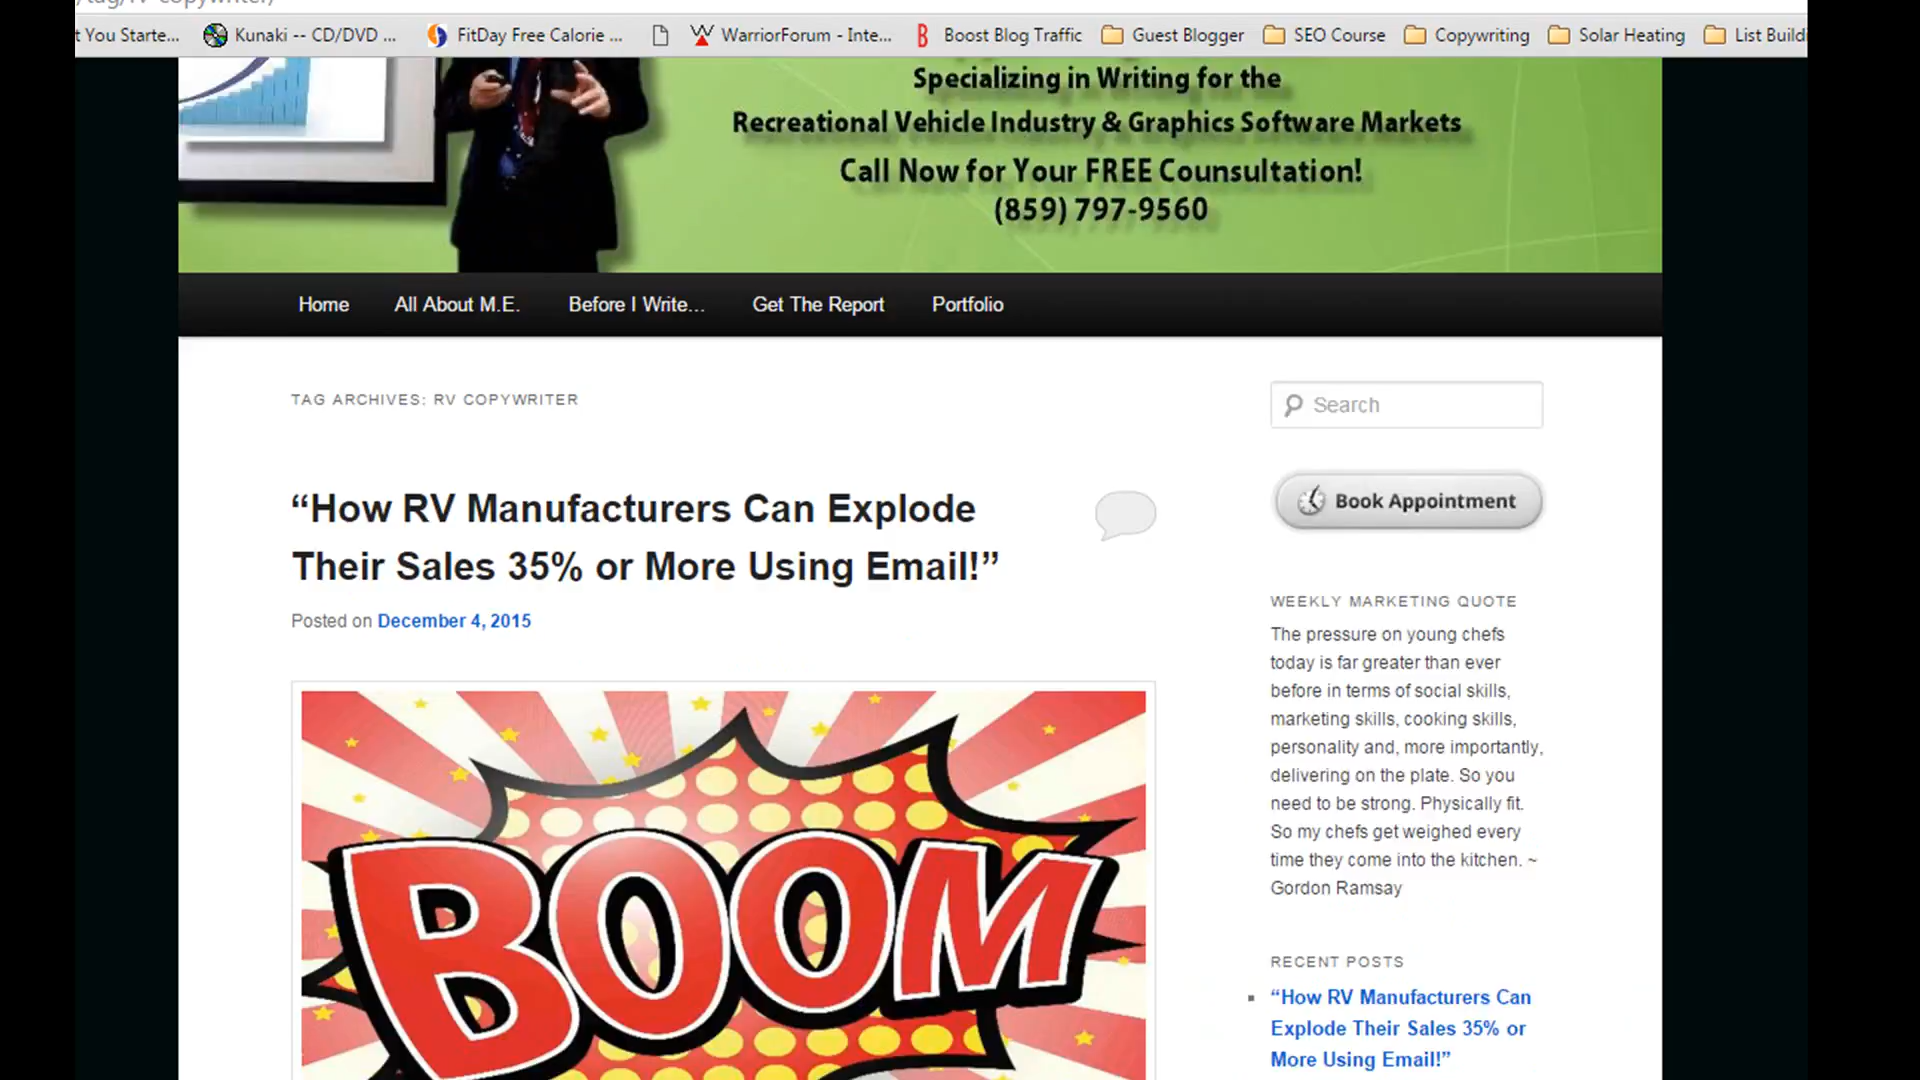 t You Starte...
Kunaki -- CD/DVD ...
FitDay Free Calorie ...
WarriorForum - Inte...
Boost Blog Traffic
Guest Blogger
SEO Course
Copywriting
Solar Heating
List Buildi
Specializing in Writing for the
Recreational Vehicle Industry & Graphics Software Markets
Call Now for Your FREE Counsultation!
(859) 797-9560
Home
All About M.E.
Before I Write...
Get The Report
Portfolio
TAG ARCHIVES: RV COPYWRITER
Search
“How RV Manufacturers Can Explode
Their Sales 35% or More Using Email!”
Posted on December 4, 2015
BOOM
Book Appointment
WEEKLY MARKETING QUOTE
The pressure on young chefs
today is far greater than ever
before in terms of social skills,
marketing skills, cooking skills,
personality and, more importantly,
delivering on the plate. So you
need to be strong. Physically fit.
So my chefs get weighed every
time they come into the kitchen. ~
Gordon Ramsay
RECENT POSTS
“How RV Manufacturers Can
Explode Their Sales 35% or
More Using Email!”